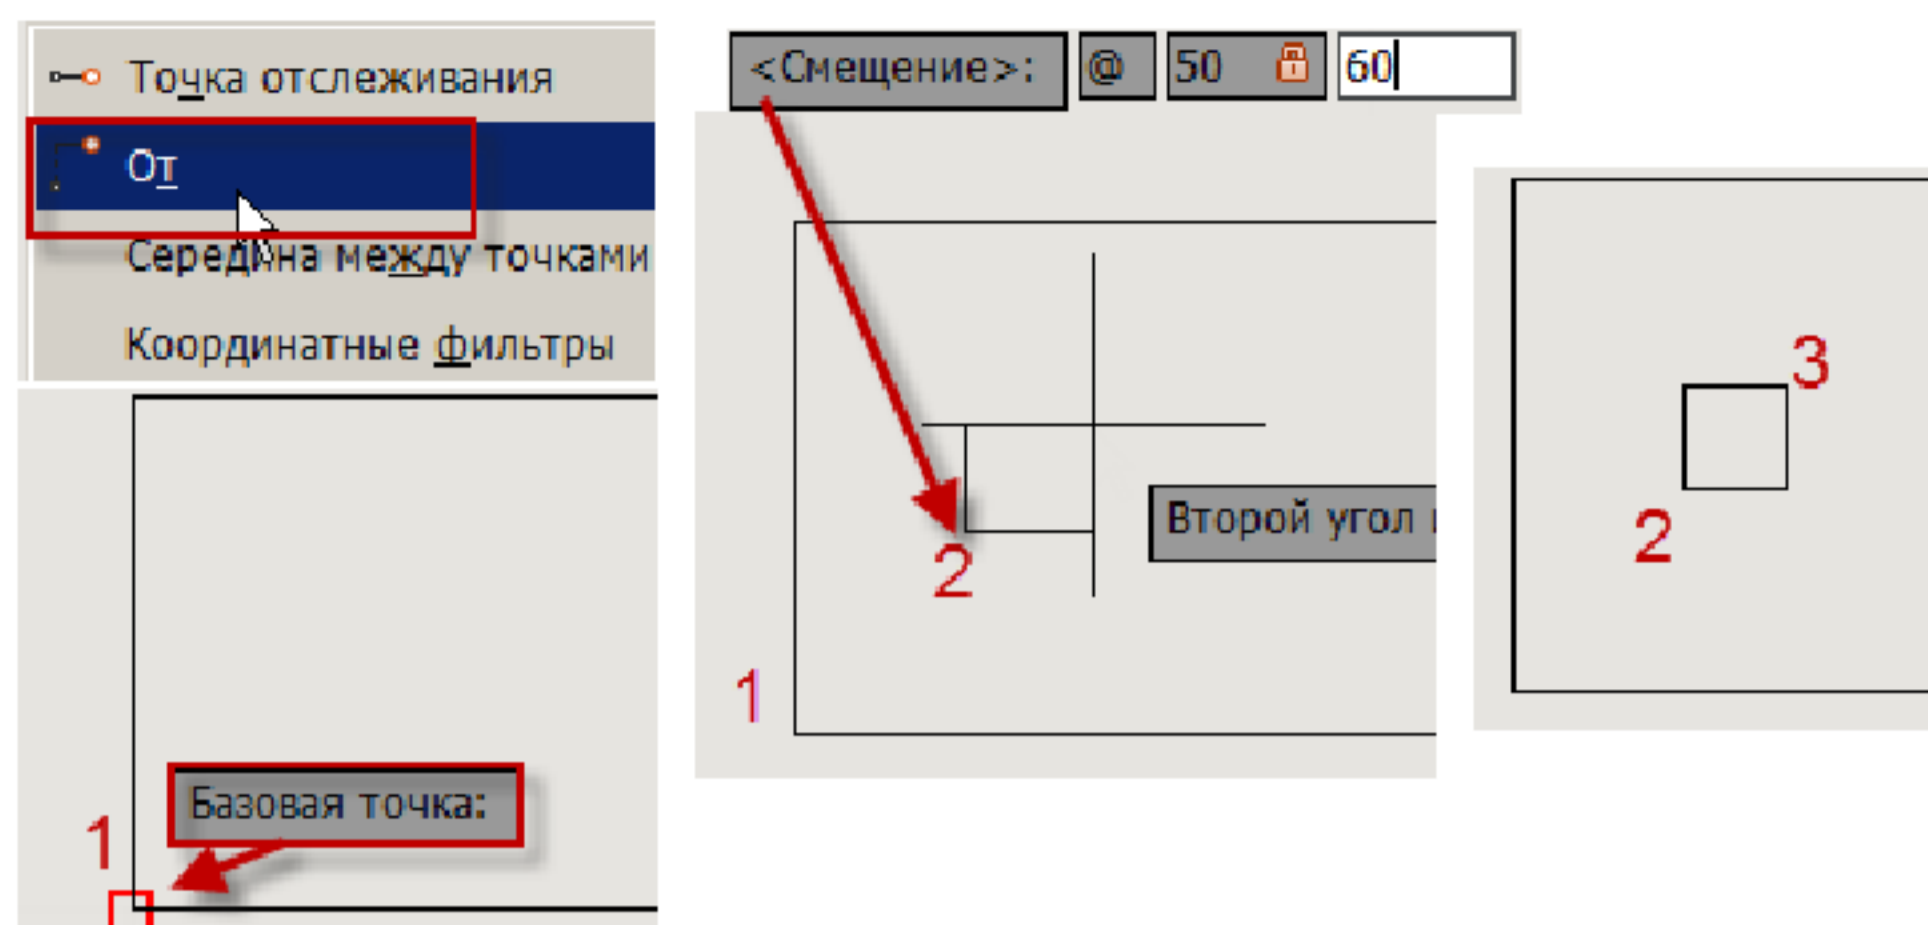 Точка отслеживания
От
Середина между точками
Координатные фильтры
1
Базовая точка:
<Смещение>: @ 50 60
Второй угол
2
1
3
2